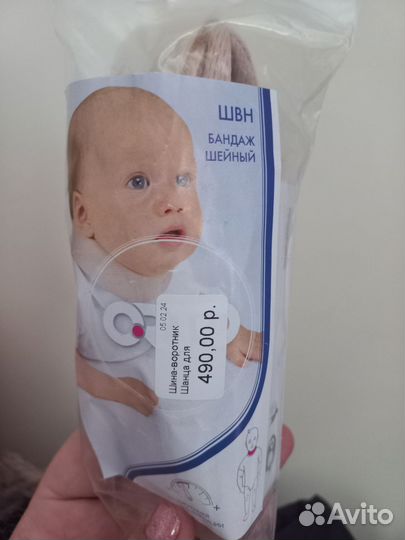 ШВН
БАНДАЖ
ШЕЙНЫЙ
05.02.24
Шина-воротник
Шанца для
490,00 р.
Avito